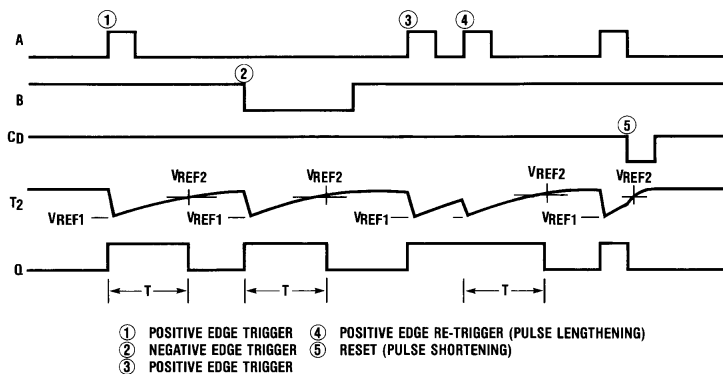 ① ③ ④
A
②
B
⑤
CD
VREF2 VREF2 VREF2 VREF2
T2
VREF1 VREF1 VREF1 VREF1
Q
T T T
① POSITIVE EDGE TRIGGER ④ POSITIVE EDGE RE-TRIGGER (PULSE LENGTHENING)
② NEGATIVE EDGE TRIGGER ⑤ RESET (PULSE SHORTENING)
③ POSITIVE EDGE TRIGGER